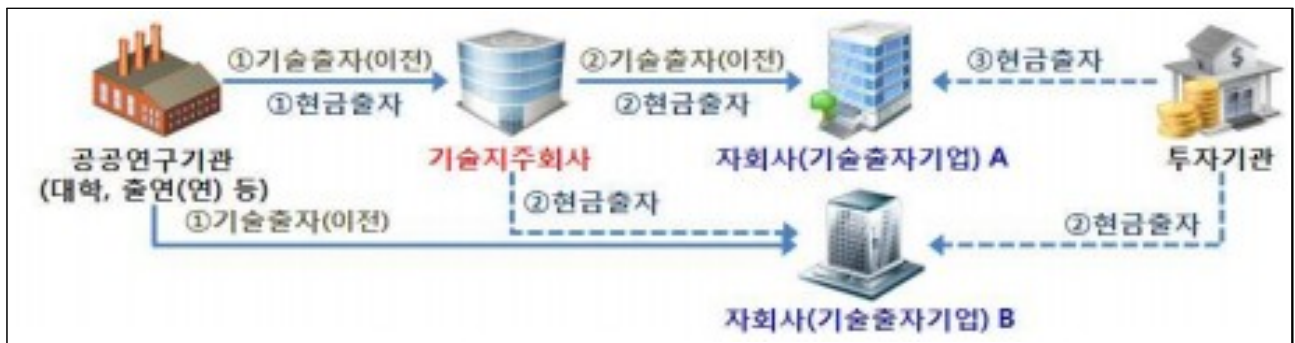 ①기술출자(이전)
①현금출자
②기술출자(이전)
②현금출자
③현금출자
공공연구기관
(대학, 출연(연) 등)
기술지주회사
자회사(기술출자기업) A
투자기관
$
①기술출자(이전)
②현금출자
②현금출자
자회사(기술출자기업) B